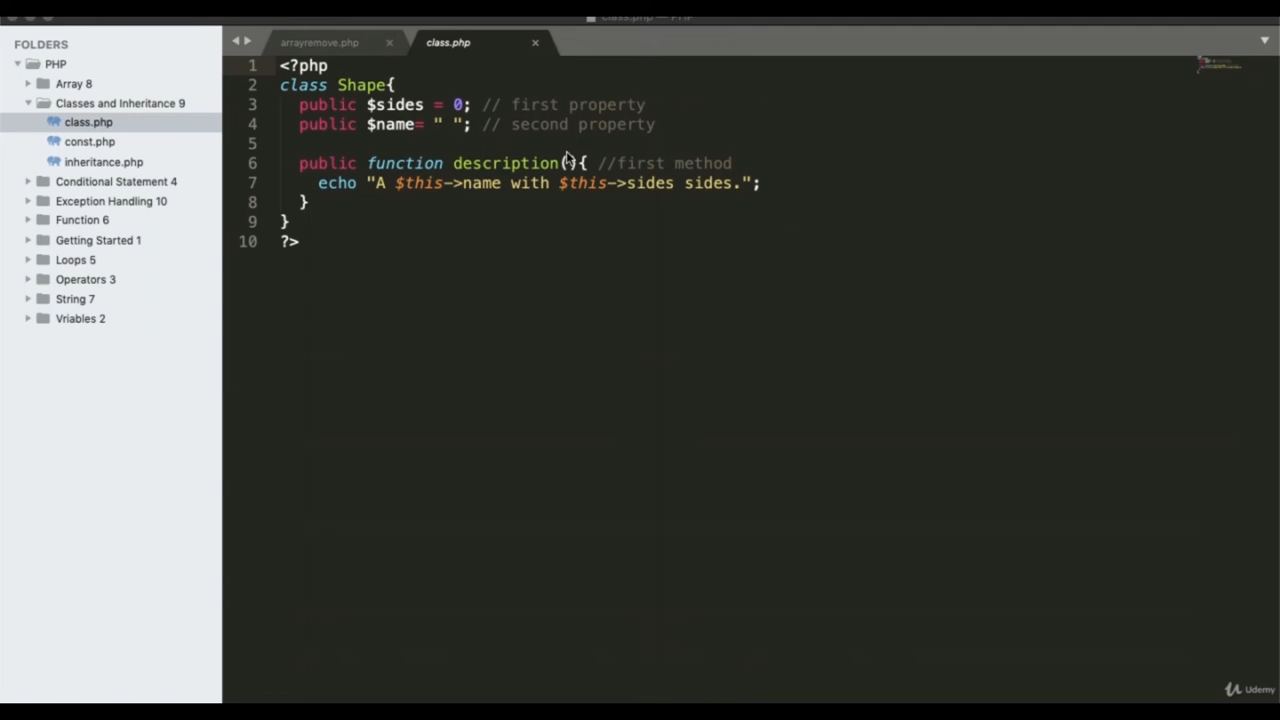 class.php — PHP
FOLDERS
PHP
Array 8
Classes and Inheritance 9
class.php
const.php
inheritance.php
Conditional Statement 4
Exception Handling 10
Function 6
Getting Started 1
Loops 5
Operators 3
String 7
Vriables 2
arrayremove.php
class.php
1 <?php
2 class Shape{
3 public $sides = 0; // first property
4 public $name= " "; // second property
5
6 public function description(){ //first method
7 echo "A $this->name with $this->sides sides.";
8 }
9 }
10 ?>
Udemy